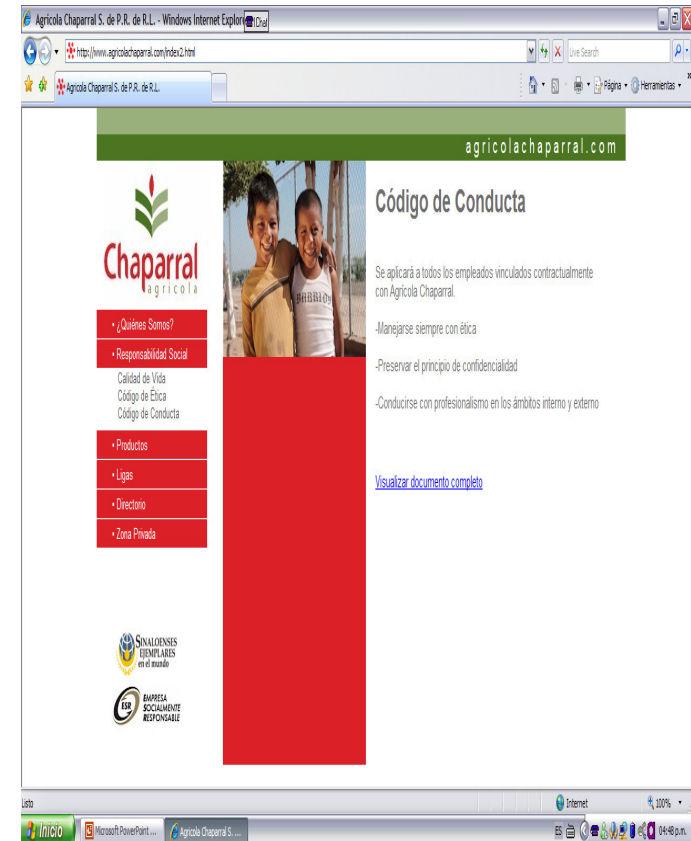 Agricola Chaparral S. de P.R. de R.L. - Windows Internet Explorer
Chat
http://www.agricolachaparral.com/index2.html
Live Search
Agricola Chaparral S. de P.R. de R.L.
Página
Herramientas
agricolachaparral.com
Chaparral
agrícola
• ¿Quiénes Somos?
• Responsabilidad Social
Calidad de Vida
Código de Ética
Código de Conducta
• Productos
• Ligas
• Directorio
• Zona Privada
SINALOENSES
EJEMPLARES
en el mundo
ESR
EMPRESA
SOCIALMENTE
RESPONSABLE
Código de Conducta
Se aplicará a todos los empleados vinculados contractualmente
con Agricola Chaparral.
-Manejarse siempre con ética
-Preservar el principio de confidencialidad
-Conducirse con profesionalismo en los ámbitos interno y externo
Visualizar documento completo
Listo
Internet
100%
Inicio
Microsoft PowerPoint ...
Agricola Chaparral S. ...
ES
04:48 p.m.